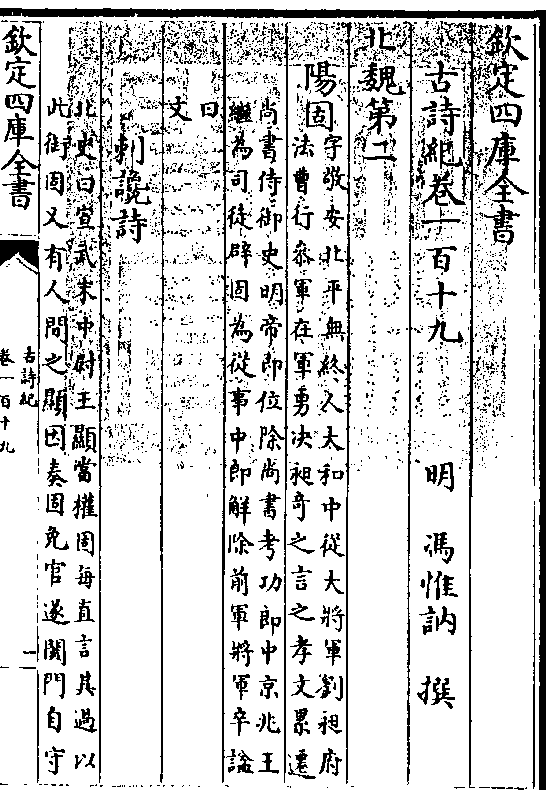 欽定四庫全書
古詩紀卷一百十九
明 馮惟訥 撰
北魏第二
陽固
字敬安北平無終人太和中從大將軍劉昶府
法曹行參軍在軍勇决昶竒之言之孝文累遷
尚書侍御史明帝即位除尚書考功郎中京兆王
繼為司徒辟固為從事中郎解除前軍將軍卒諡
曰
文
刺讒詩
北史曰宣武末中尉王顯當權固每直言其過以
此銜固又有人間之顯因奏固免官遂闔門自守
欽定四庫全書
古詩紀
卷一百十九
一